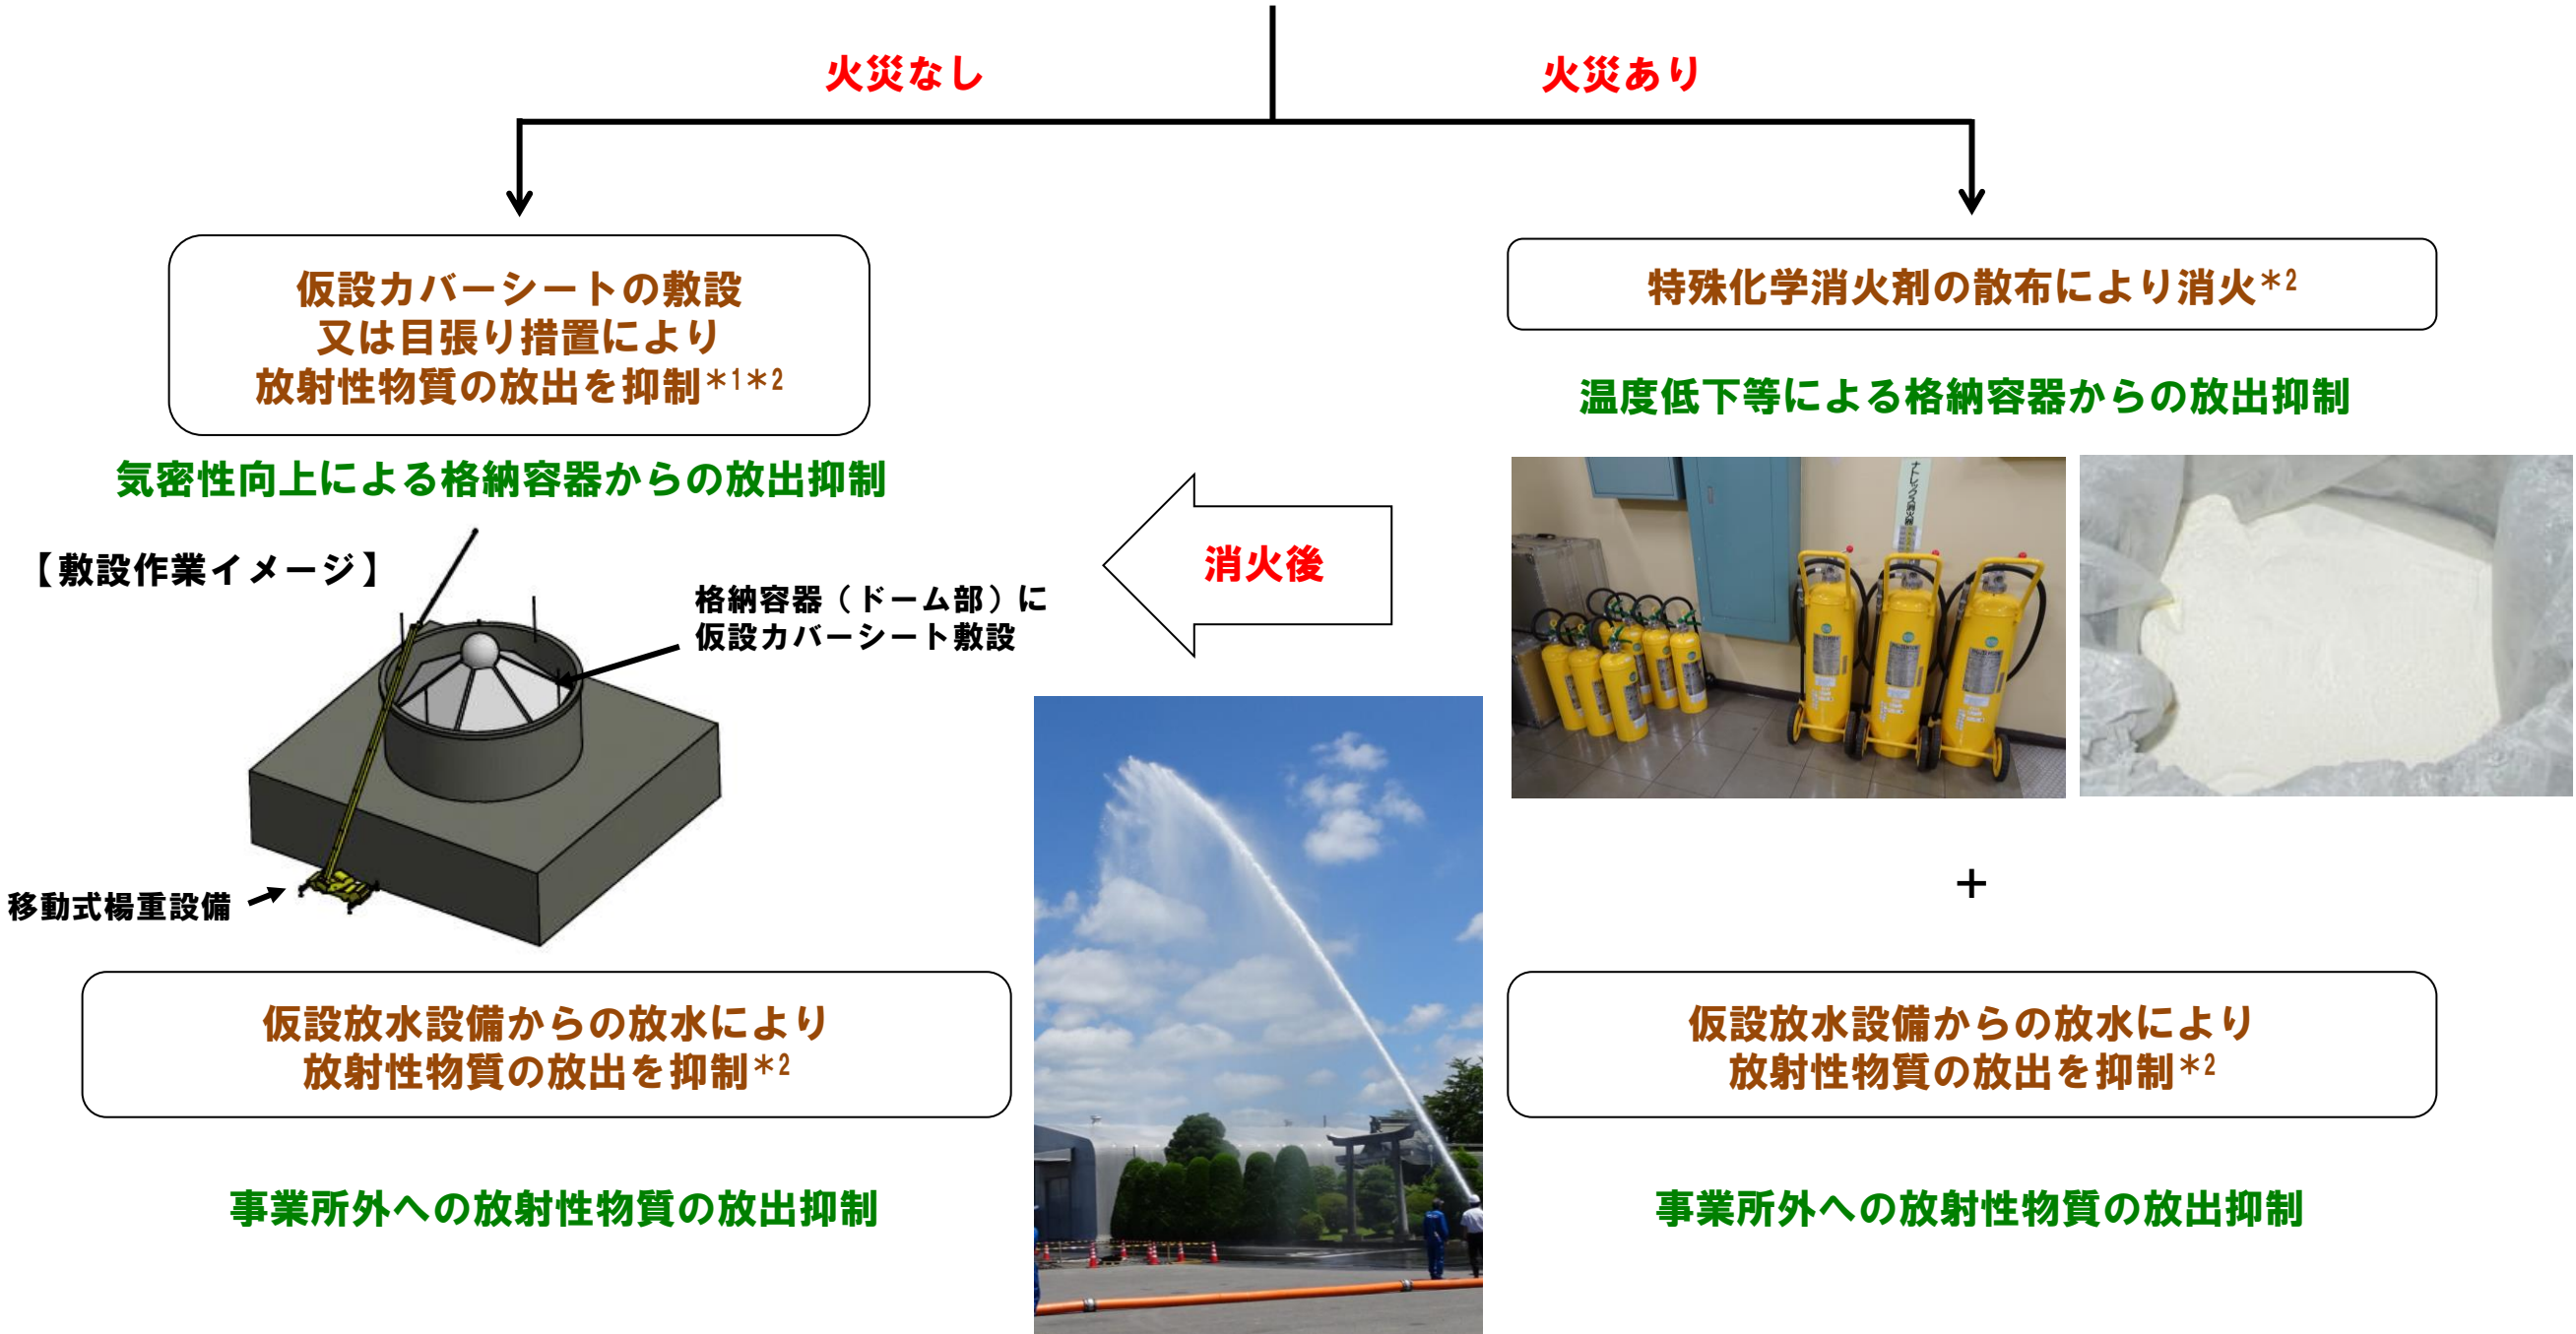 火災なし
火災あり
仮設カバーシートの敷設
又は目張り措置により
放射性物質の放出を抑制*1*2
気密性向上による格納容器からの放出抑制
【敷設作業イメージ】
格納容器（ドーム部）に
仮設カバーシート敷設
移動式楊重設備
消火後
特殊化学消火剤の散布により消火*2
温度低下等による格納容器からの放出抑制
ナトレックス消火器
+
仮設放水設備からの放水により
放射性物質の放出を抑制*2
事業所外への放射性物質の放出抑制
仮設放水設備からの放水により
放射性物質の放出を抑制*2
事業所外への放射性物質の放出抑制